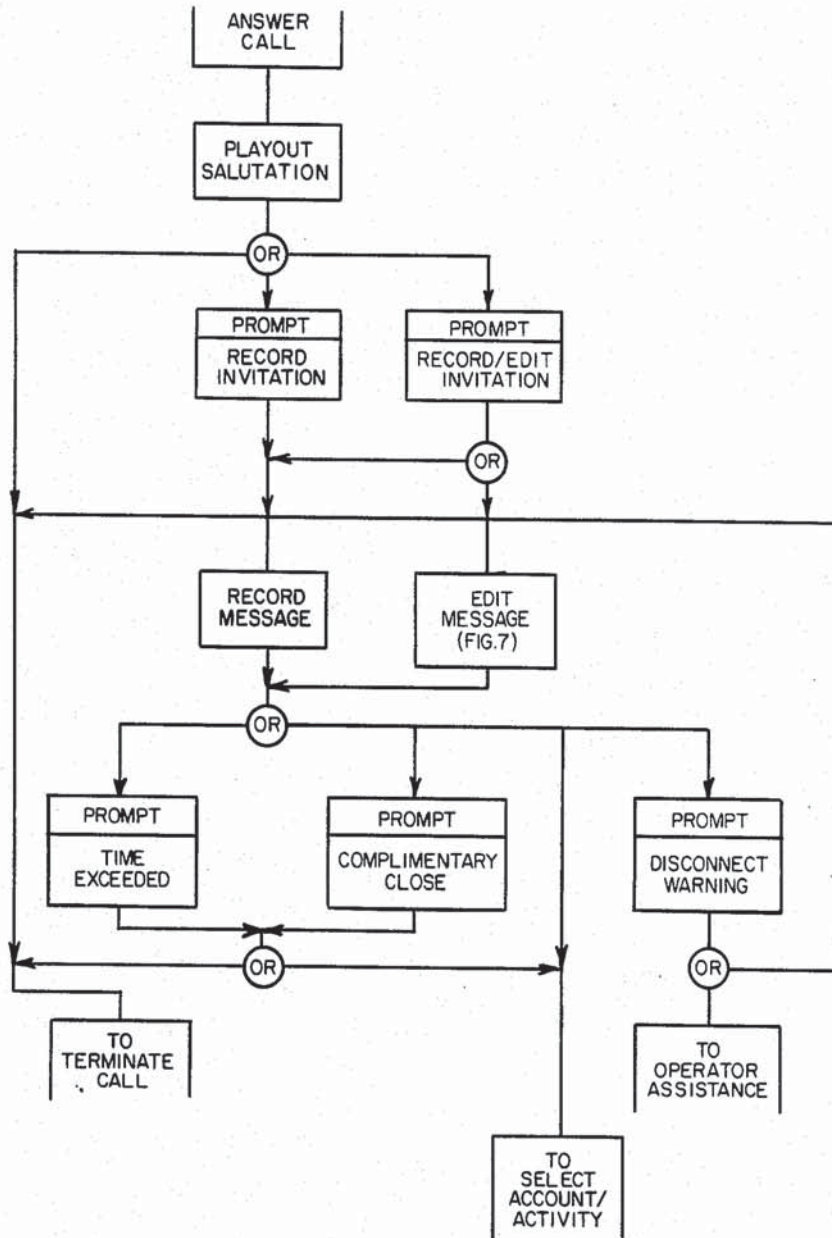 ANSWER
CALL
PLAYOUT
SALUTATION
OR
PROMPT
RECORD
INVITATION
PROMPT
RECORD/EDIT
INVITATION
OR
RECORD
MESSAGE
EDIT
MESSAGE
(FIG.7)
OR
PROMPT
TIME
EXCEEDED
PROMPT
COMPLIMENTARY
CLOSE
PROMPT
DISCONNECT
WARNING
OR
OR
TO
TERMINATE
CALL
TO
OPERATOR
ASSISTANCE
TO
SELECT
ACCOUNT/
ACTIVITY